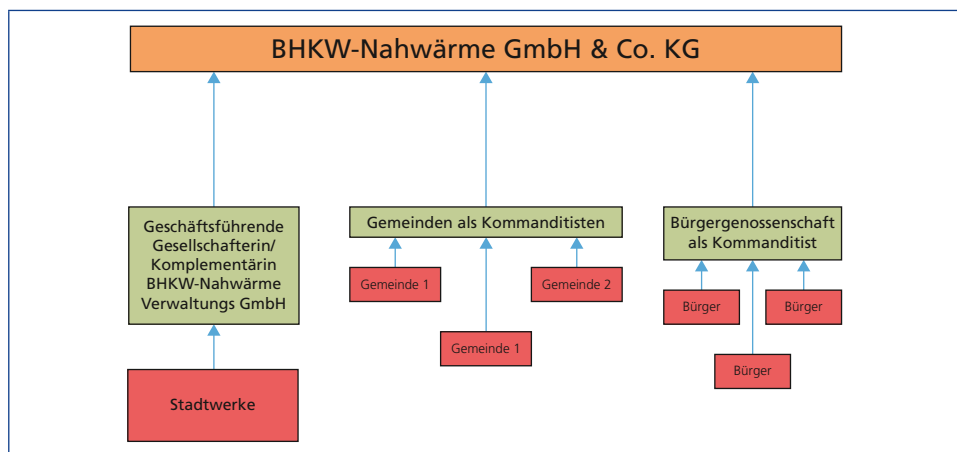 BHKW-Nahwärme GmbH & Co. KG
Geschäftsführende
Gesellschafterin/
Komplementärin
BHKW-Nahwärme
Verwaltungs GmbH
Stadtwerke
Gemeinden als Kommanditisten
Gemeinde 1
Gemeinde 2
Gemeinde 1
Bürgergenossenschaft
als Kommanditist
Bürger
Bürger
Bürger